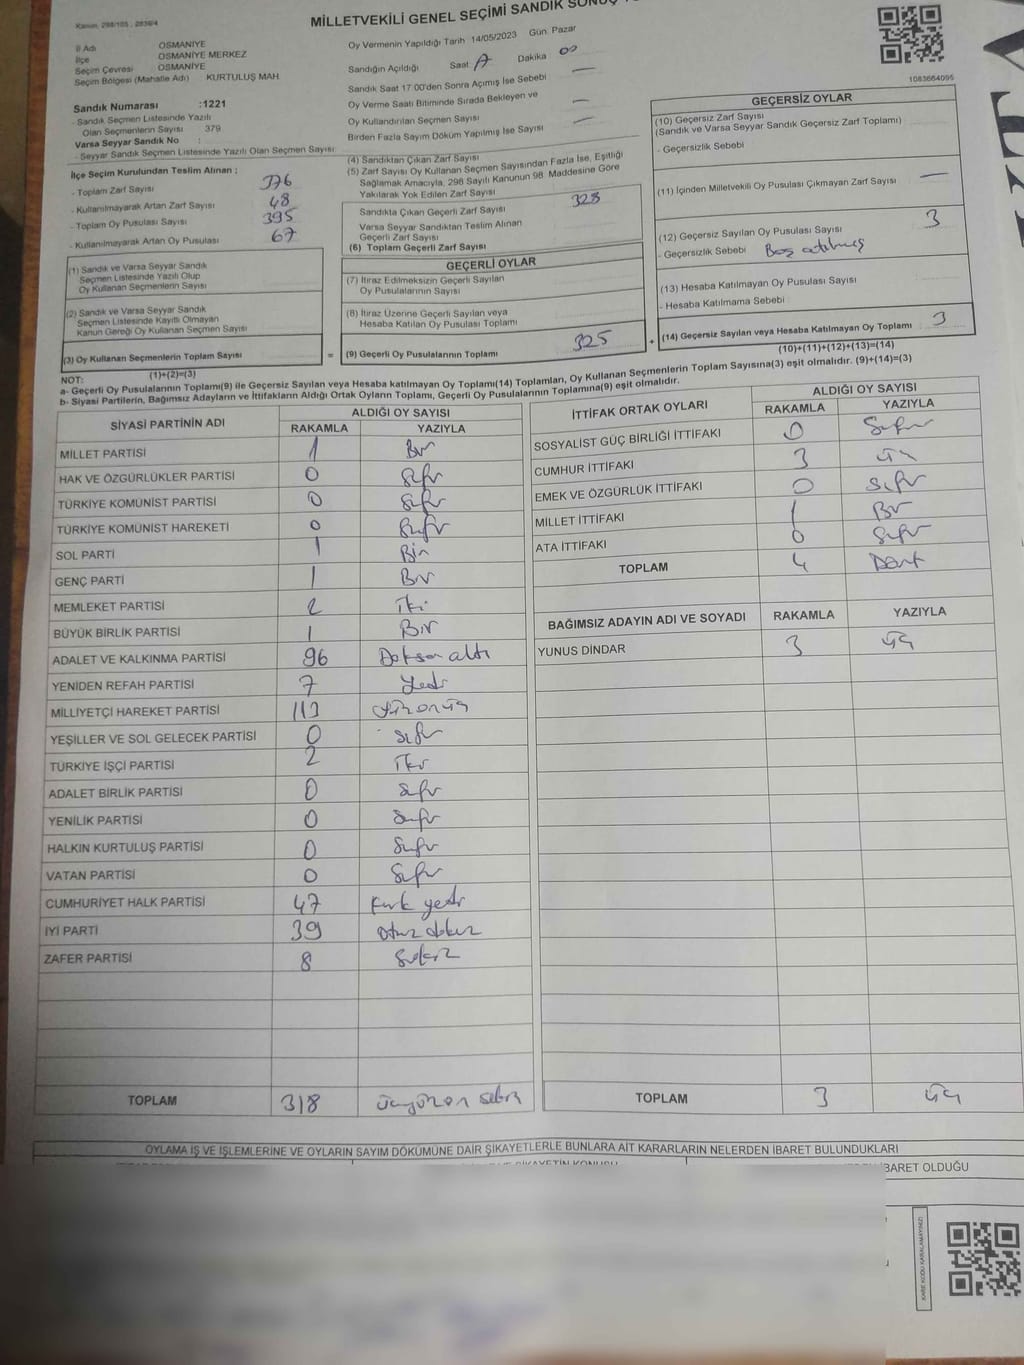 Kanun, 298/105 ; 2839/4
MİLLETVEKİLİ GENEL SEÇİMİ SANDIK SONUÇ
İl Adı OSMANİYE
İlçe OSMANİYE MERKEZ
Seçim Çevresi OSMANİYE
Seçim Bölgesi (Mahalle Adı) KURTULUŞ MAH
Sandık Numarası :1221
- Sandık Seçmen Listesinde Yazılı
Olan Seçmenlerin Sayısı 379
Varsa Seyyar Sandık No :
- Seyyar Sandık Seçmen Listesinde Yazılı Olan Seçmen Sayısı
Oy Vermenin Yapıldığı Tarih 14/05/2023 Gün: Pazar
Sandığın Açıldığı Saat Dakika 00
Sandık Saat 17:00'den Sonra Açılmış İse Sebebi —
Oy Verme Saati Bitiminde Sırada Bekleyen ve
Oy Kullandırılan Seçmen Sayısı —
Birden Fazla Sayım Döküm Yapılmış İse Sayısı —
1083664095
İlçe Seçim Kurulundan Teslim Alınan ;
- Toplam Zarf Sayısı 376
- Kullanılmayarak Artan Zarf Sayısı 48
- Toplam Oy Pusulası Sayısı 395
- Kullanılmayarak Artan Oy Pusulası 67
(4) Sandıktan Çıkan Zarf Sayısı
(5) Zarf Sayısı Oy Kullanan Seçmen Sayısından Fazla İse, Eşitliği
Sağlamak Amacıyla, 298 Sayılı Kanunun 98. Maddesine Göre
Yakılarak Yok Edilen Zarf Sayısı
Sandıkta Çıkan Geçerli Zarf Sayısı 328
Varsa Seyyar Sandıktan Teslim Alınan
Geçerli Zarf Sayısı
(6) Toplam Geçerli Zarf Sayısı
GEÇERSİZ OYLAR
(10) Geçersiz Zarf Sayısı
(Sandık ve Varsa Seyyar Sandık Geçersiz Zarf Toplamı)
- Geçersizlik Sebebi
(11) İçinden Milletvekili Oy Pusulası Çıkmayan Zarf Sayısı —
(12) Geçersiz Sayılan Oy Pusulası Sayısı 3
- Geçersizlik Sebebi Boş atılmış
(13) Hesaba Katılmayan Oy Pusulası Sayısı
- Hesaba Katılmama Sebebi
(14) Geçersiz Sayılan veya Hesaba Katılmayan Oy Toplamı 3
(10)+(11)+(12)+(13)=(14)
(1) Sandık ve Varsa Seyyar Sandık
Seçmen Listesinde Yazılı Olup
Oy Kullanan Seçmenlerin Sayısı
(2) Sandık ve Varsa Seyyar Sandık
Seçmen Listesinde Kayıtlı Olmayan
Kanun Gereği Oy Kullanan Seçmen Sayısı
(3) Oy Kullanan Seçmenlerin Toplam Sayısı
(1)+(2)=(3)
GEÇERLİ OYLAR
(7) İtiraz Edilmeksizin Geçerli Sayılan
Oy Pusulalarının Sayısı
(8) İtiraz Üzerine Geçerli Sayılan veya
Hesaba Katılan Oy Pusulası Toplamı
= (9) Geçerli Oy Pusulalarının Toplamı 325 +
NOT:
a- Geçerli Oy Pusulalarının Toplamı(9) ile Geçersiz Sayılan veya Hesaba katılmayan Oy Toplamı(14) Toplamları, Oy Kullanan Seçmenlerin Toplam Sayısına(3) eşit olmalıdır. (9)+(14)=(3)
b- Siyasi Partilerin, Bağımsız Adayların ve İttifakların Aldığı Ortak Oyların Toplamı, Geçerli Oy Pusulalarının Toplamına(9) eşit olmalıdır.
SİYASİ PARTİNİN ADI ALDIĞI OY SAYISI
RAKAMLA YAZIYLA
MİLLET PARTİSİ 1 Bir
HAK VE ÖZGÜRLÜKLER PARTİSİ 0 Sıfır
TÜRKİYE KOMÜNİST PARTİSİ 0 Sıfır
TÜRKİYE KOMÜNİST HAREKETİ 0 Sıfır
SOL PARTİ 1 Bir
GENÇ PARTİ 1 Bir
MEMLEKET PARTİSİ 2 İki
BÜYÜK BİRLİK PARTİSİ 1 Bir
ADALET VE KALKINMA PARTİSİ 96 Doksan altı
YENİDEN REFAH PARTİSİ 7 Yedi
MİLLİYETÇİ HAREKET PARTİSİ 113 yüzonüç
YEŞİLLER VE SOL GELECEK PARTİSİ 0 sıfır
TÜRKİYE İŞÇİ PARTİSİ 2 İki
ADALET BİRLİK PARTİSİ 0 sıfır
YENİLİK PARTİSİ 0 sıfır
HALKIN KURTULUŞ PARTİSİ 0 Sıfır
VATAN PARTİSİ 0 Sıfır
CUMHURİYET HALK PARTİSİ 47 Kırk yedi
İYİ PARTİ 39 otuz dokuz
ZAFER PARTİSİ 8 Sekiz
TOPLAM 318 üçyüzon sekiz
İTTİFAK ORTAK OYLARI ALDIĞI OY SAYISI
RAKAMLA YAZIYLA
SOSYALİST GÜÇ BİRLİĞİ İTTİFAKI 0 Sıfır
CUMHUR İTTİFAKI 3 üç
EMEK VE ÖZGÜRLÜK İTTİFAKI 0 sıfır
MİLLET İTTİFAKI 1 Bir
ATA İTTİFAKI 0 Sıfır
TOPLAM 4 Dört
BAĞIMSIZ ADAYIN ADI VE SOYADI RAKAMLA YAZIYLA
YUNUS DİNDAR 3 üç
TOPLAM 3 üç
OYLAMA İŞ VE İŞLEMLERİNE VE OYLARIN SAYIM DÖKÜMÜNE DAİR ŞİKAYETLERLE BUNLARA AİT KARARLARIN NELERDEN İBARET BULUNDUKLARI
BARET OLDUĞU
(KARE KODU KARALAMAYINIZ)